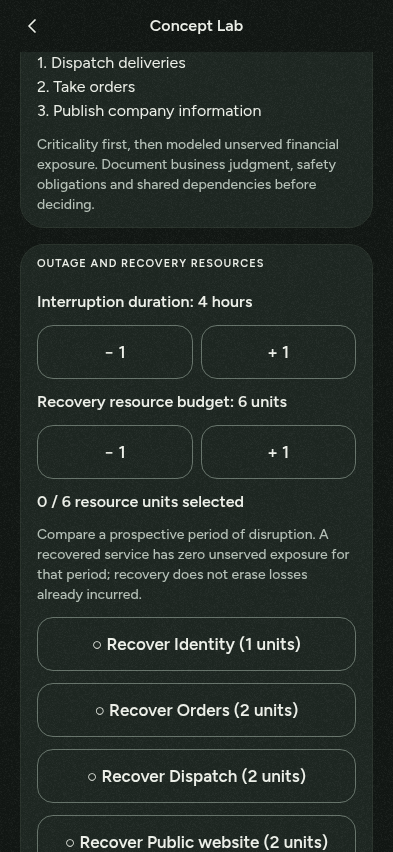 Concept Lab
1. Dispatch deliveries
2. Take orders
3. Publish company information
Criticality first, then modeled unserved financial
exposure. Document business judgment, safety
obligations and shared dependencies before
deciding.
OUTAGE AND RECOVERY RESOURCES
Interruption duration: 4 hours
− 1
+ 1
Recovery resource budget: 6 units
− 1
+ 1
0 / 6 resource units selected
Compare a prospective period of disruption. A
recovered service has zero unserved exposure for
that period; recovery does not erase losses
already incurred.
○ Recover Identity (1 units)
○ Recover Orders (2 units)
○ Recover Dispatch (2 units)
○ Recover Public website (2 units)